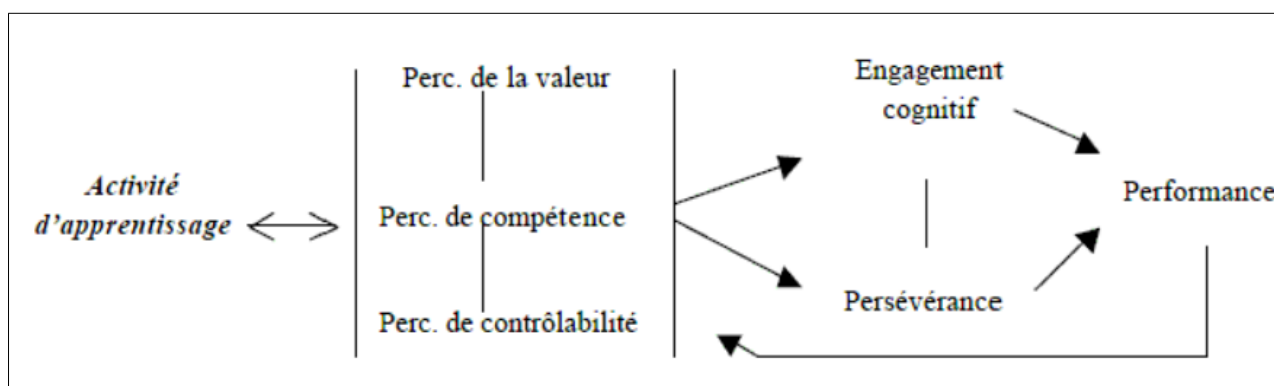 Activité
d'apprentissage
Perc. de la valeur
Perc. de compétence
Perc. de contrôlabilité
Engagement
cognitif
Persévérance
Performance